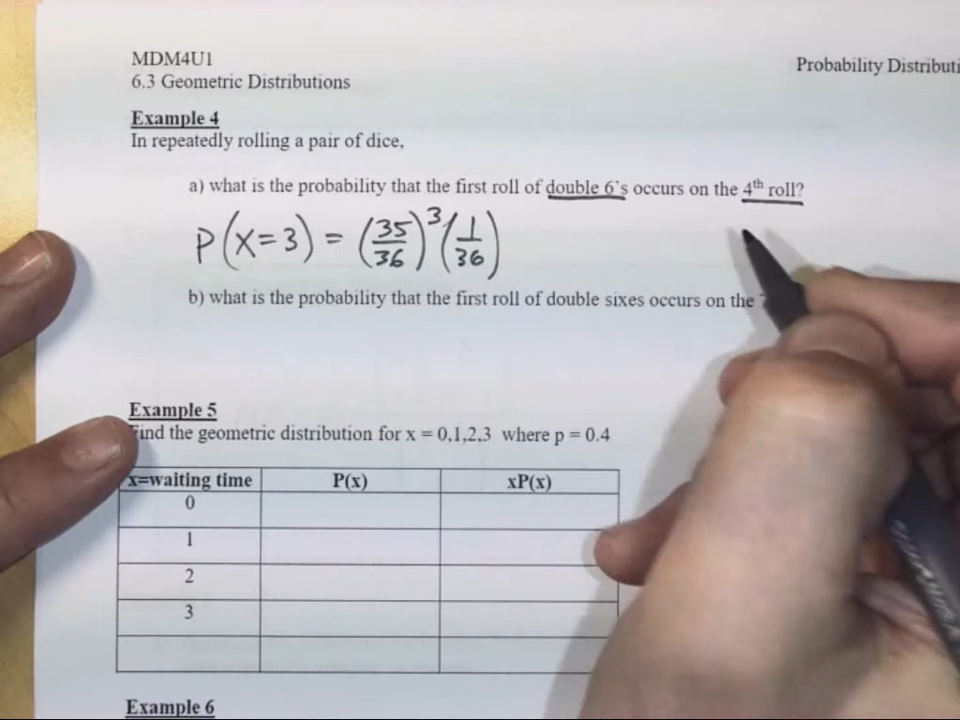 MDM4U1
Probability Distributi
6.3 Geometric Distributions
Example 4
In repeatedly rolling a pair of dice,
a) what is the probability that the first roll of double 6's occurs on the 4th roll?
P(X=3) = (35/36)^3 (1/36)
b) what is the probability that the first roll of double sixes occurs on the
Example 5
ind the geometric distribution for x = 0,1,2,3 where p = 0.4
x=waiting time P(x) xP(x)
0
1
2
3
Example 6